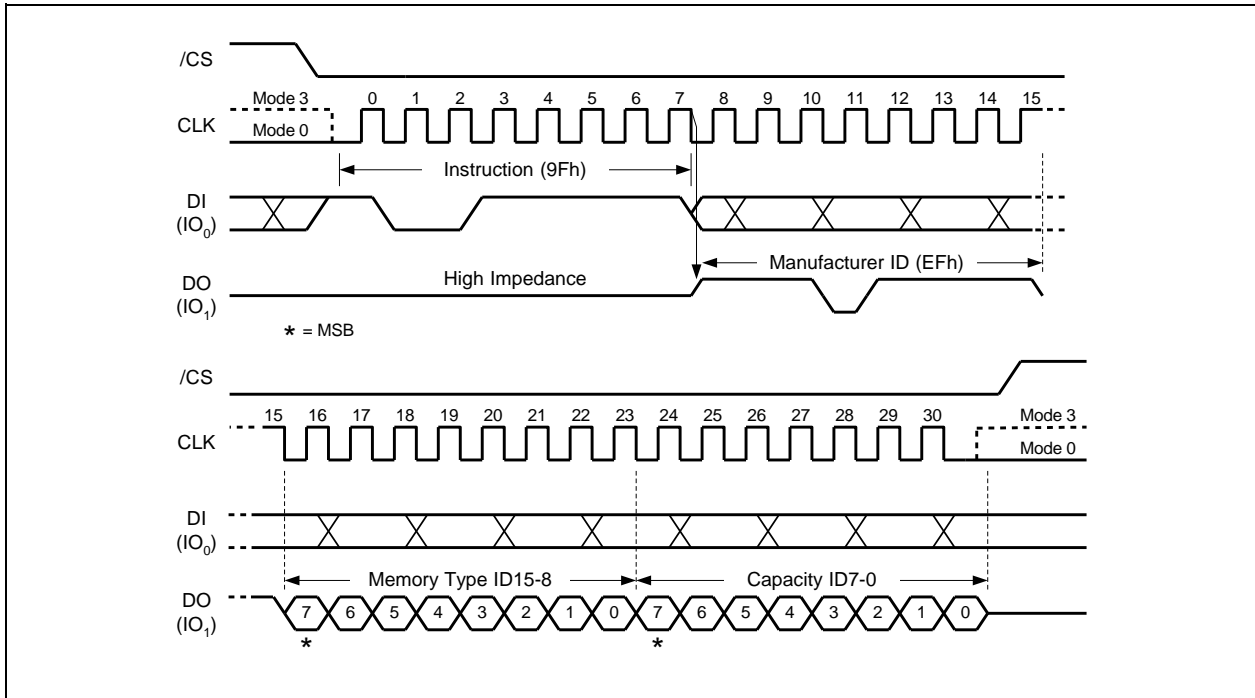 /CS
Mode 3 0 1 2 3 4 5 6 7 8 9 10 11 12 13 14 15
CLK
Mode 0
Instruction (9Fh)
DI
(IO0)
Manufacturer ID (EFh)
DO
(IO1)
High Impedance
* = MSB
/CS
15 16 17 18 19 20 21 22 23 24 25 26 27 28 29 30 Mode 3
CLK
Mode 0
DI
(IO0)
Memory Type ID15-8 Capacity ID7-0
DO
(IO1)
7 6 5 4 3 2 1 0 7 6 5 4 3 2 1 0
* *